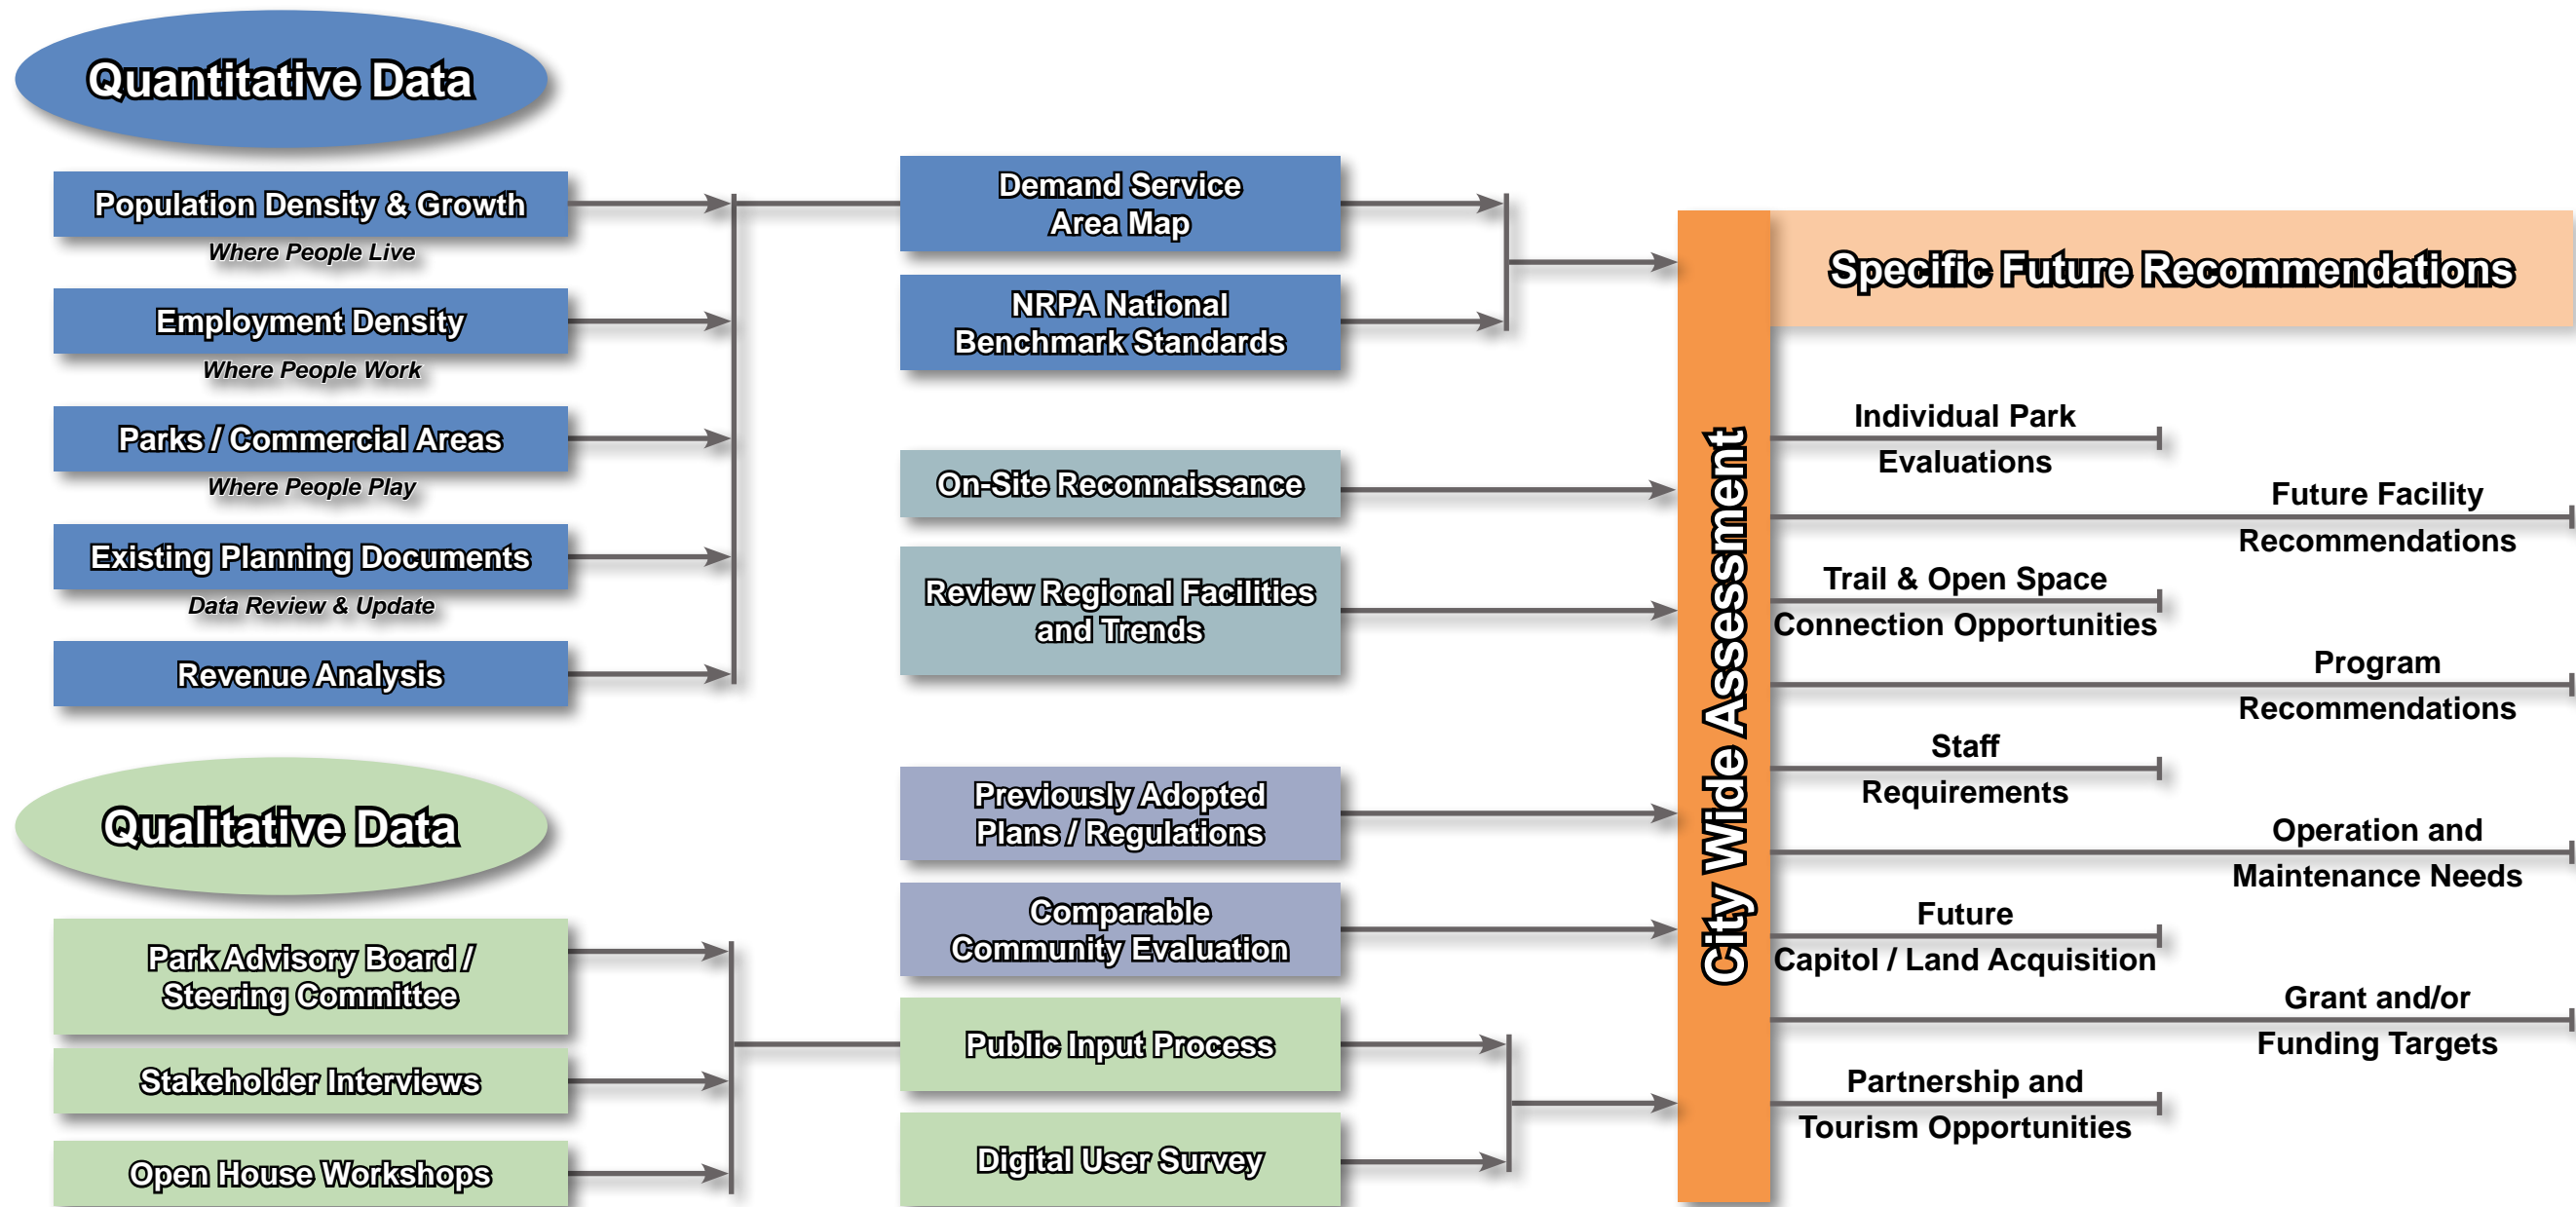 Quantitative Data
Population Density & Growth
Where People Live
Employment Density
Where People Work
Parks / Commercial Areas
Where People Play
Existing Planning Documents
Data Review & Update
Revenue Analysis
Qualitative Data
Park Advisory Board /
Steering Committee
Stakeholder Interviews
Open House Workshops
Demand Service
Area Map
NRPA National
Benchmark Standards
On-Site Reconnaissance
Review Regional Facilities
and Trends
Previously Adopted
Plans / Regulations
Comparable
Community Evaluation
Public Input Process
Digital User Survey
City Wide Assessment
Specific Future Recommendations
Individual Park
Evaluations
Future Facility
Recommendations
Trail & Open Space
Connection Opportunities
Program
Recommendations
Staff
Requirements
Operation and
Maintenance Needs
Future
Capitol / Land Acquisition
Grant and/or
Funding Targets
Partnership and
Tourism Opportunities